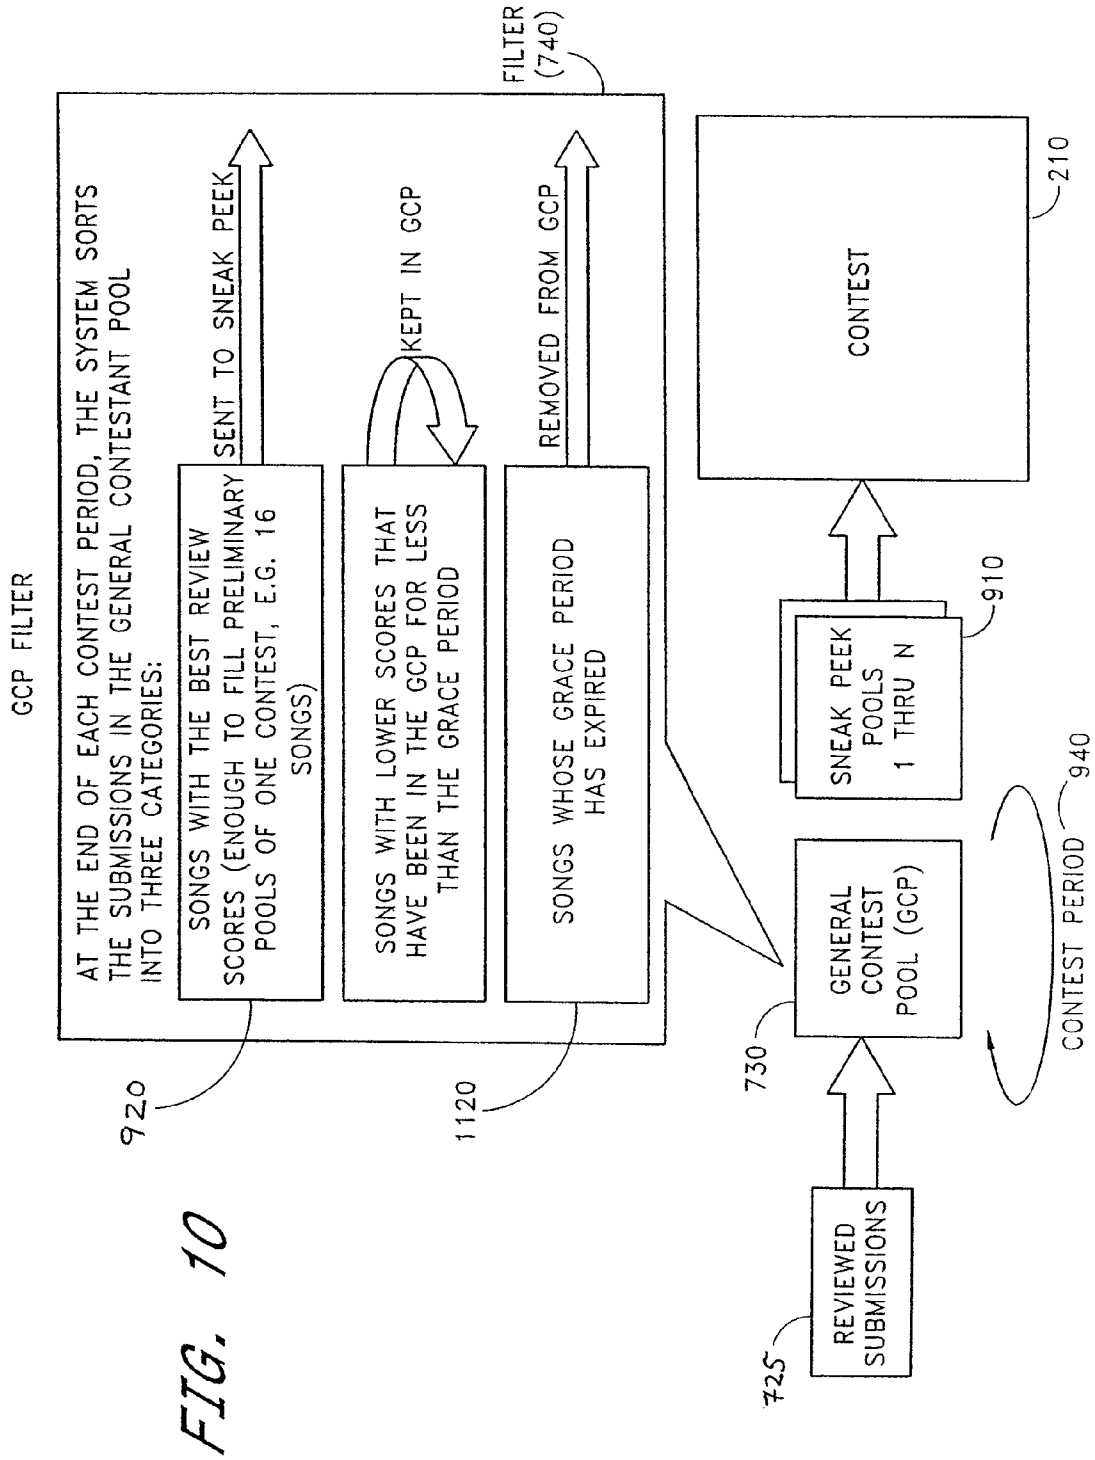 GCP FILTER
AT THE END OF EACH CONTEST PERIOD, THE SYSTEM SORTS
THE SUBMISSIONS IN THE GENERAL CONTESTANT POOL
INTO THREE CATEGORIES:
SONGS WITH THE BEST REVIEW
SCORES (ENOUGH TO FILL PRELIMINARY
POOLS OF ONE CONTEST, E.G. 16
SONGS)
SENT TO SNEAK PEEK
920
SONGS WITH LOWER SCORES THAT
HAVE BEEN IN THE GCP FOR LESS
THAN THE GRACE PERIOD
KEPT IN GCP
SONGS WHOSE GRACE PERIOD
HAS EXPIRED
REMOVED FROM GCP
1120
FILTER
(740)
REVIEWED
SUBMISSIONS
725
GENERAL
CONTEST
POOL (GCP)
730
SNEAK PEEK
POOLS
1 THRU N
910
CONTEST
210
CONTEST PERIOD
940
FIG. 10